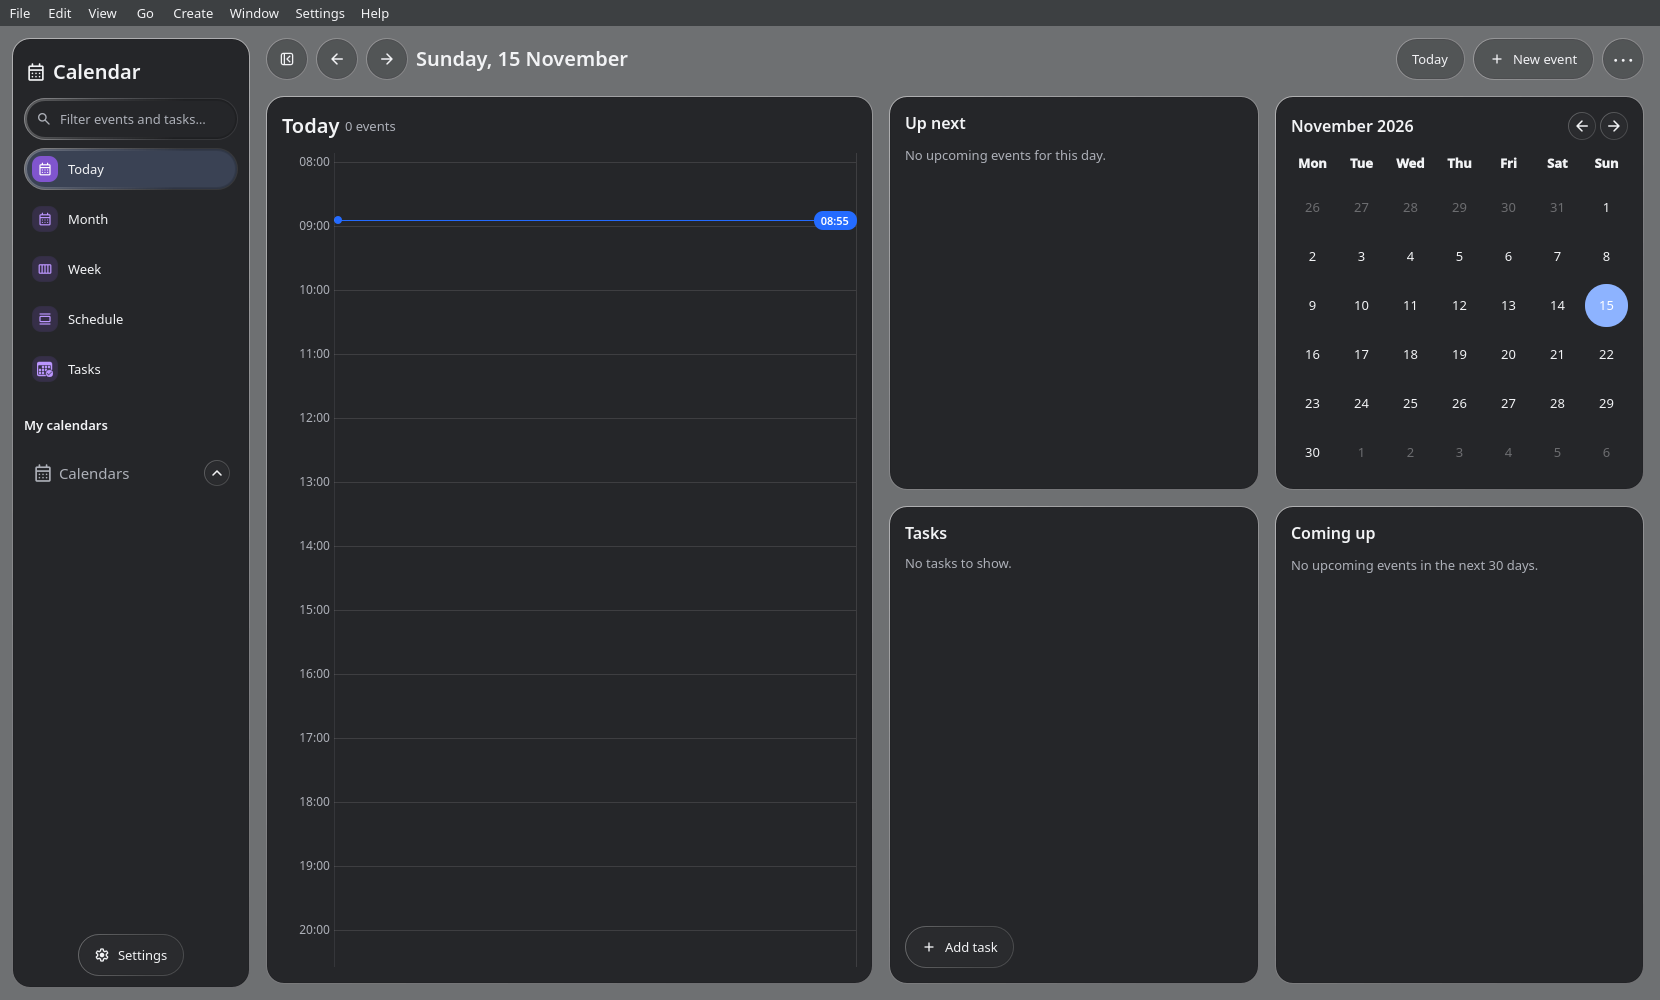 File Edit View Go Create Window Settings Help
Calendar
Filter events and tasks...
Today
Month
Week
Schedule
Tasks
My calendars
Calendars
Settings
Sunday, 15 November
Today
New event
Today 0 events
08:00
08:55
09:00
10:00
11:00
12:00
13:00
14:00
15:00
16:00
17:00
18:00
19:00
20:00
Up next
No upcoming events for this day.
November 2026
Mon Tue Wed Thu Fri Sat Sun
26 27 28 29 30 31 1
2 3 4 5 6 7 8
9 10 11 12 13 14 15
16 17 18 19 20 21 22
23 24 25 26 27 28 29
30 1 2 3 4 5 6
Tasks
No tasks to show.
Add task
Coming up
No upcoming events in the next 30 days.